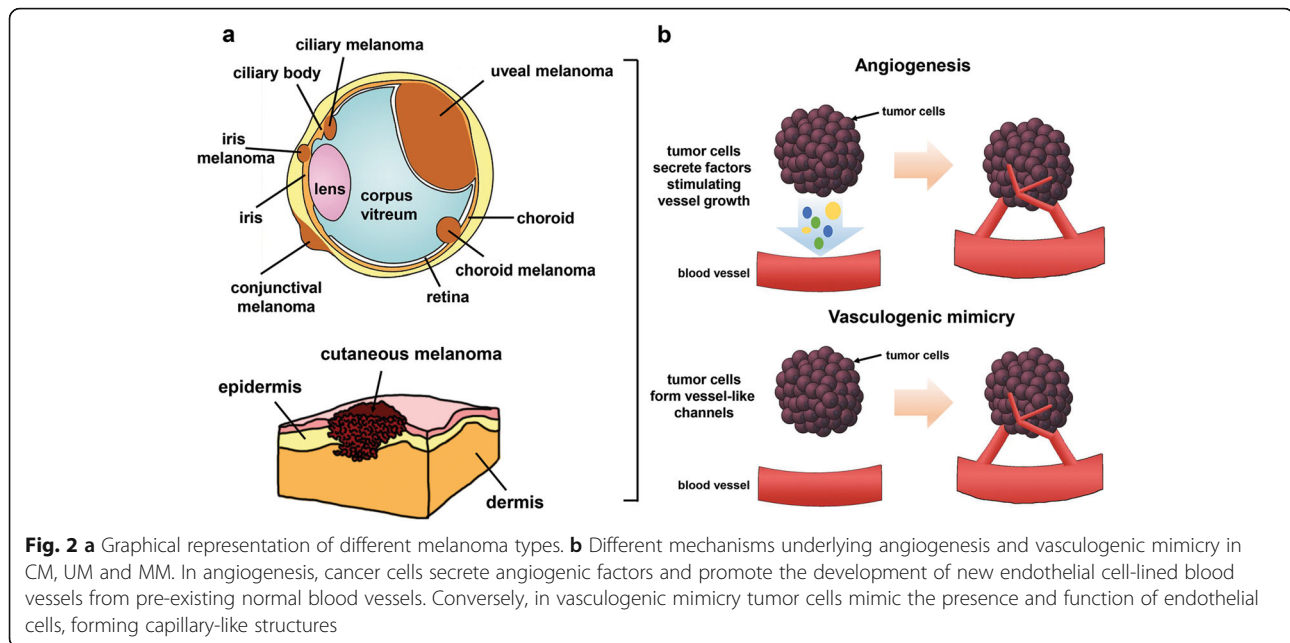 a
ciliary melanoma
ciliary body
uveal melanoma
iris
melanoma
lens
corpus
vitreum
iris
choroid
choroid melanoma
conjunctival
melanoma
retina
cutaneous melanoma
epidermis
dermis
b
Angiogenesis
tumor cells
tumor cells
secrete factors
stimulating
vessel growth
blood vessel
Vasculogenic mimicry
tumor cells
tumor cells
form vessel-like
channels
blood vessel
Fig. 2 a Graphical representation of different melanoma types. b Different mechanisms underlying angiogenesis and vasculogenic mimicry in
CM, UM and MM. In angiogenesis, cancer cells secrete angiogenic factors and promote the development of new endothelial cell-lined blood
vessels from pre-existing normal blood vessels. Conversely, in vasculogenic mimicry tumor cells mimic the presence and function of endothelial
cells, forming capillary-like structures